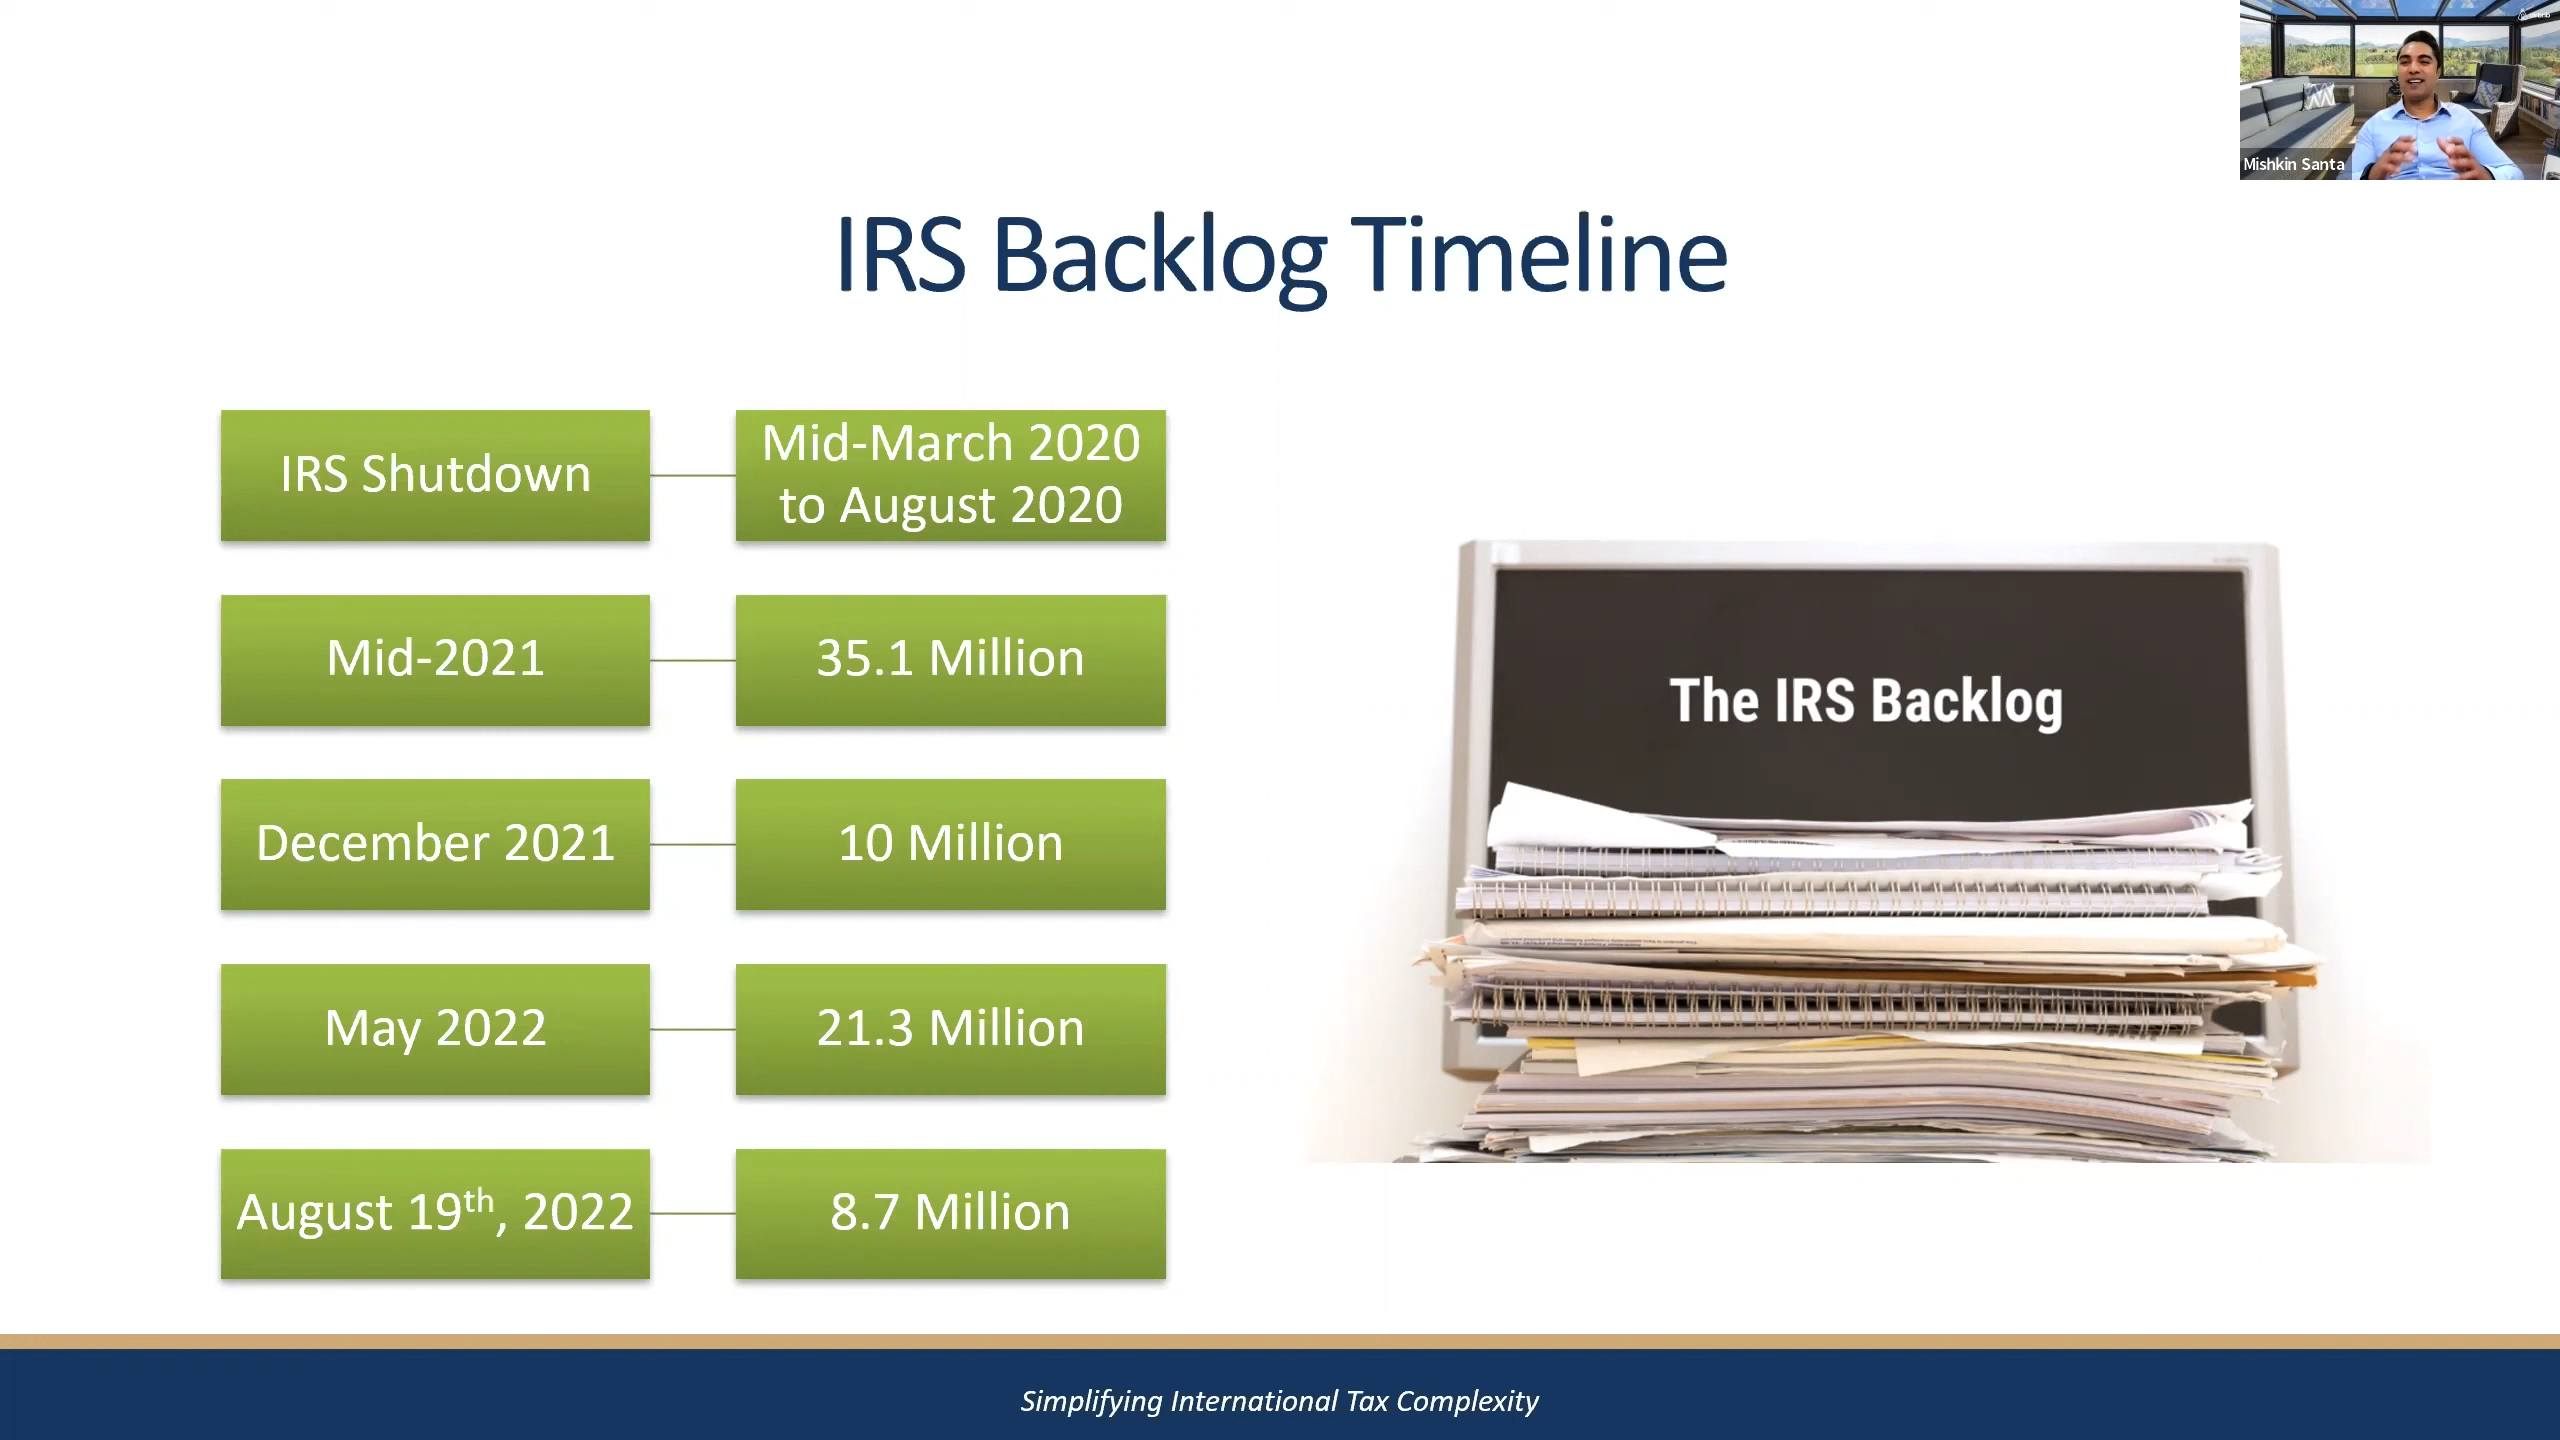 Mishkin Santa
IRS Backlog Timeline
IRS Shutdown
Mid-March 2020
to August 2020
Mid-2021
35.1 Million
December 2021
10 Million
May 2022
21.3 Million
August 19th, 2022
8.7 Million
The IRS Backlog
Simplifying International Tax Complexity